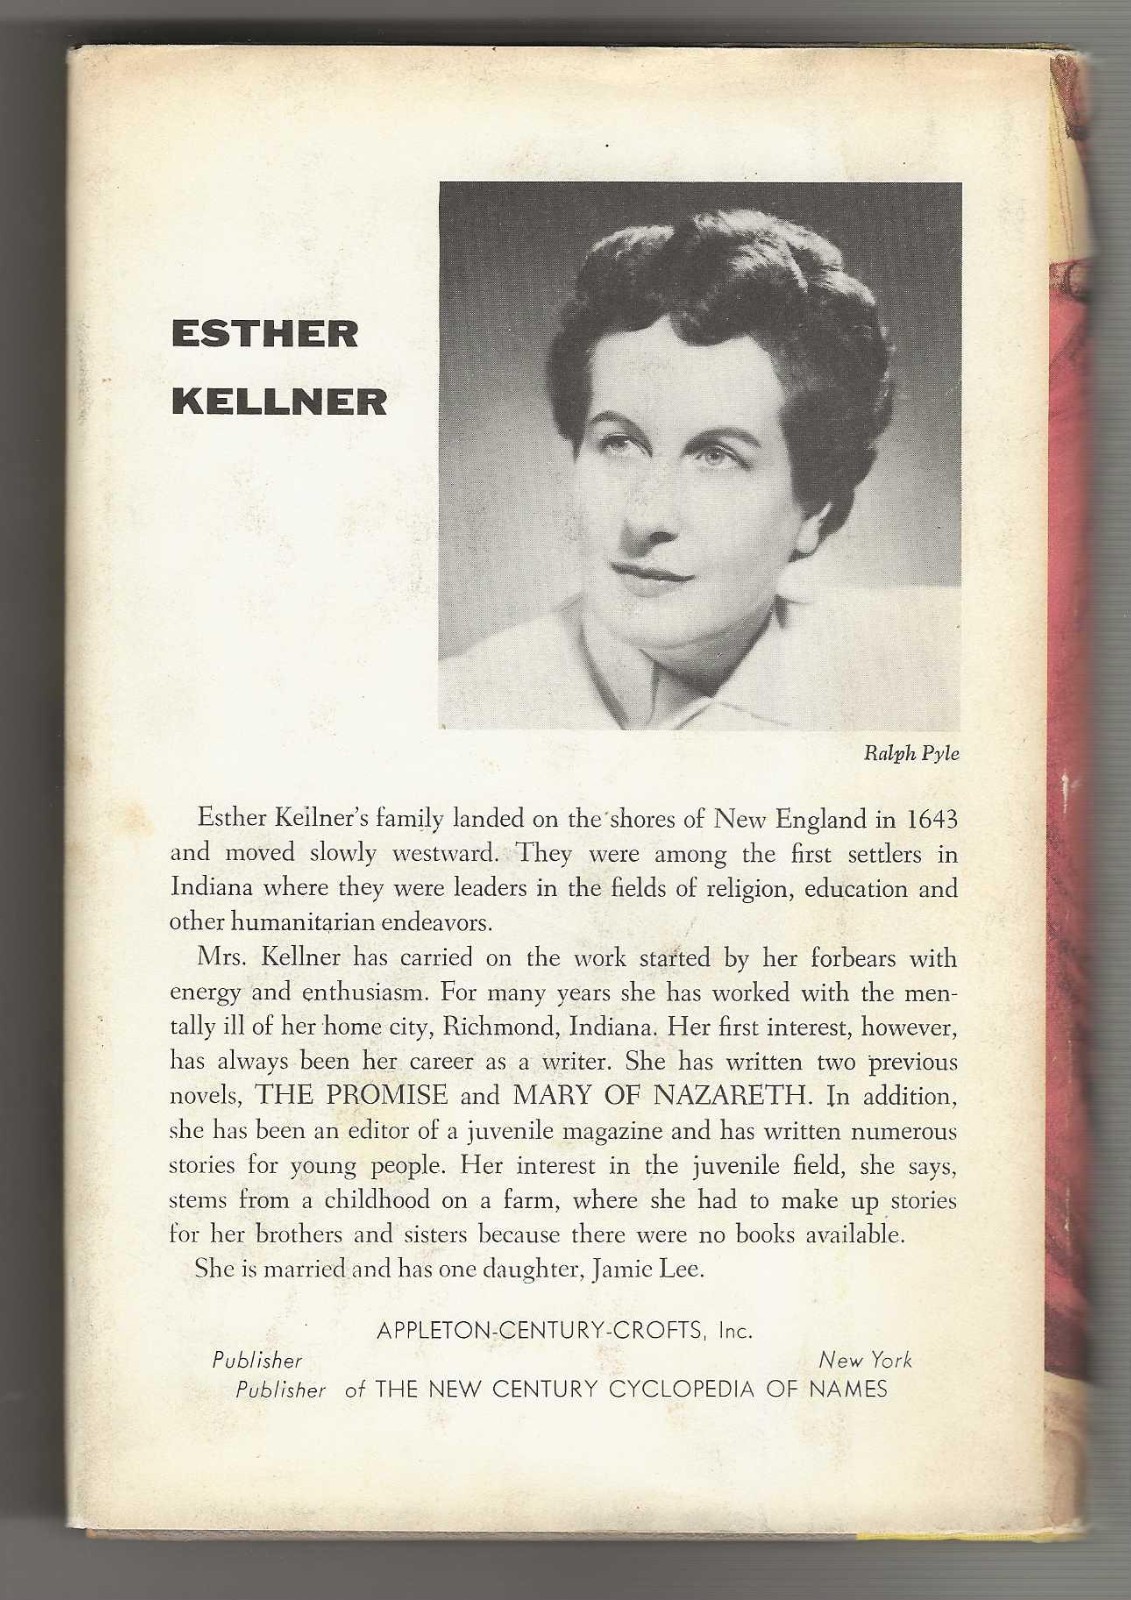 ESTHER
KELLNER
Ralph Pyle
Esther Kellner's family landed on the shores of New England in 1643
and moved slowly westward. They were among the first settlers in
Indiana where they were leaders in the fields of religion, education and
other humanitarian endeavors.
Mrs. Kellner has carried on the work started by her forbears with
energy and enthusiasm. For many years she has worked with the men-
tally ill of her home city, Richmond, Indiana. Her first interest, however,
has always been her career as a writer. She has written two previous
novels, THE PROMISE and MARY OF NAZARETH. In addition,
she has been an editor of a juvenile magazine and has written numerous
stories for young people. Her interest in the juvenile field, she says,
stems from a childhood on a farm, where she had to make up stories
for her brothers and sisters because there were no books available.
She is married and has one daughter, Jamie Lee.
APPLETON-CENTURY-CROFTS, Inc.
Publisher New York
Publisher of THE NEW CENTURY CYCLOPEDIA OF NAMES